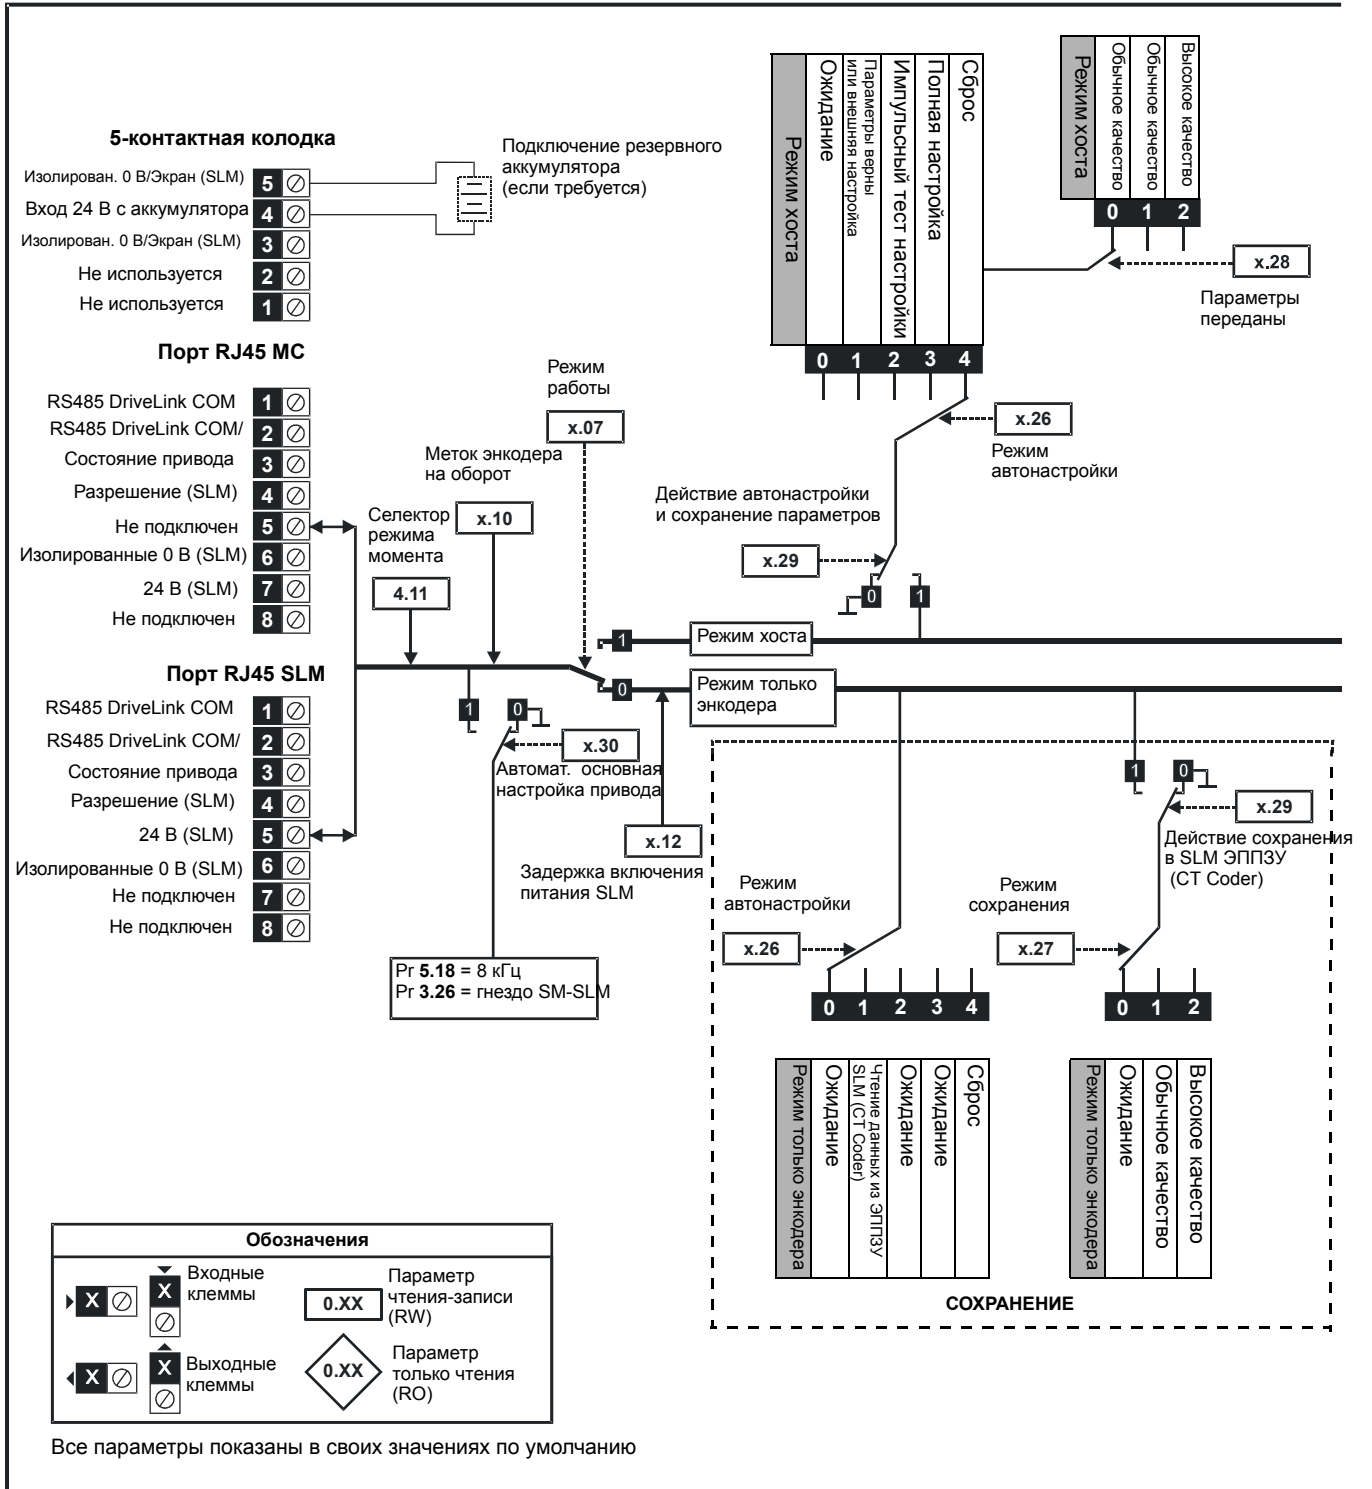 5-контактная колодка
Изолирован. 0 В/Экран (SLM)
5
Вход 24 В с аккумулятора
4
Изолирован. 0 В/Экран (SLM)
3
Не используется
2
Не используется
1
Подключение резервного
аккумулятора
(если требуется)
Порт RJ45 MC
RS485 DriveLink COM
1
RS485 DriveLink COM/
2
Состояние привода
3
Разрешение (SLM)
4
Не подключен
5
Изолированные 0 В (SLM)
6
24 В (SLM)
7
Не подключен
8
Порт RJ45 SLM
RS485 DriveLink COM
1
RS485 DriveLink COM/
2
Состояние привода
3
Разрешение (SLM)
4
24 В (SLM)
5
Изолированные 0 В (SLM)
6
Не подключен
7
Не подключен
8
Селектор
режима
момента
4.11
Меток энкодера
на оборот
x.10
Режим
работы
x.07
1
0
x.30
Автомат. основная
настройка привода
Pr 5.18 = 8 кГц
Pr 3.26 = гнездо SM-SLM
1
Режим хоста
0
Режим только
энкодера
x.12
Задержка включения
питания SLM
Режим хоста
Ожидание
Параметры верны
или внешняя настройка
Импульсный тест настройки
Полная настройка
Сброс
0 1 2 3 4
Режим хоста
Обычное качество
Обычное качество
Высокое качество
0 1 2
x.28
Параметры
переданы
x.26
Режим
автонастройки
Действие автонастройки
и сохранение параметров
x.29
0
1
1
0
x.29
Действие сохранения
в SLM ЭППЗУ
(CT Coder)
Режим
автонастройки
x.26
Режим
сохранения
x.27
0 1 2 3 4
0 1 2
Режим только энкодера
Ожидание
Чтение данных из ЭППЗУ
SLM (CT Coder)
Ожидание
Ожидание
Сброс
Режим только энкодера
Ожидание
Обычное качество
Высокое качество
СОХРАНЕНИЕ
Обозначения
X
X
Входные
клеммы
0.XX
Параметр
чтения-записи
(RW)
X
X
Выходные
клеммы
0.XX
Параметр
только чтения
(RO)
Все параметры показаны в своих значениях по умолчанию